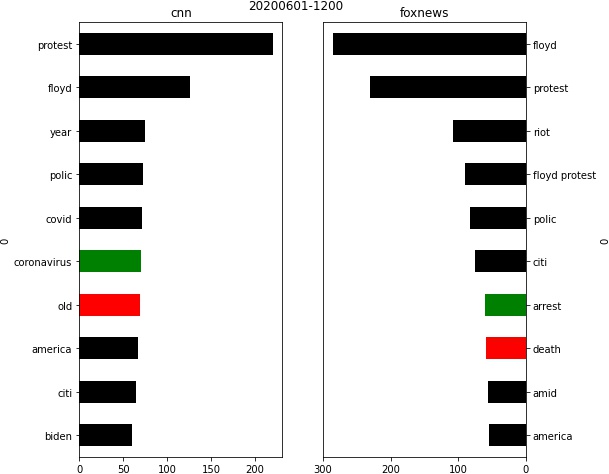 20200601-1200
cnn
foxnews
protest
floyd
year
polic
covid
coronavirus
old
america
citi
biden
0
0 50 100 150 200
floyd
protest
riot
floyd protest
polic
citi
arrest
death
amid
america
0
300 200 100 0